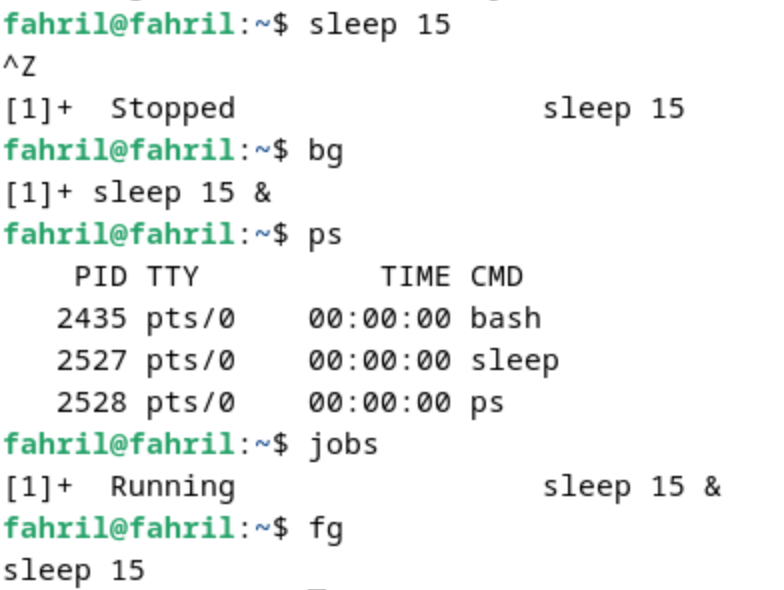 fahril@fahril:~$ sleep 15
^Z
[1]+  Stopped                 sleep 15
fahril@fahril:~$ bg
[1]+ sleep 15 &
fahril@fahril:~$ ps
    PID TTY          TIME CMD
   2435 pts/0    00:00:00 bash
   2527 pts/0    00:00:00 sleep
   2528 pts/0    00:00:00 ps
fahril@fahril:~$ jobs
[1]+  Running                 sleep 15 &
fahril@fahril:~$ fg
sleep 15